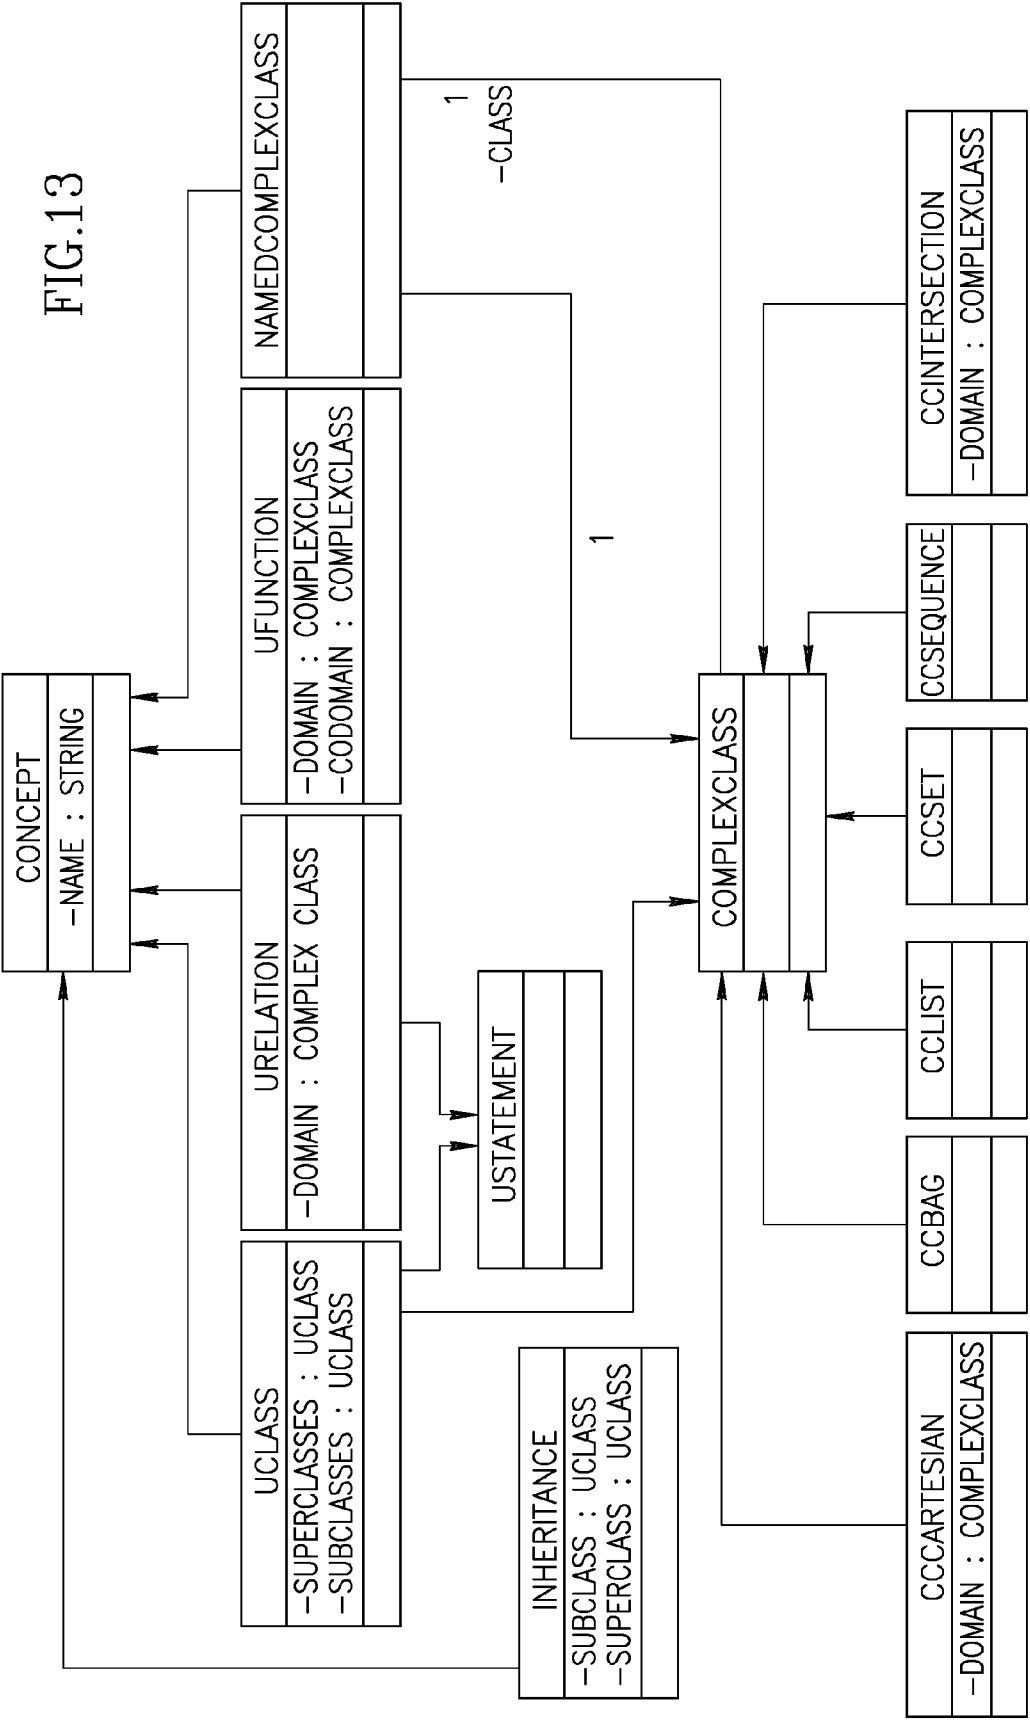 FIG.13
CONCEPT
-NAME : STRING
UCLASS
-SUPERCLASSES : UCLASS
-SUBCLASSES : UCLASS
URELATION
-DOMAIN : COMPLEX CLASS
UFUNCTION
-DOMAIN : COMPLEXCLASS
-CODOMAIN : COMPLEXCLASS
NAMEDCOMPLEXCLASS
1
-CLASS
USTATEMENT
1
INHERITANCE
-SUBCLASS : UCLASS
-SUPERCLASS : UCLASS
COMPLEXCLASS
CCCARTESIAN
-DOMAIN : COMPLEXCLASS
CCBAG
CCLIST
CCSET
CCSEQUENCE
CCINTERSECTION
-DOMAIN : COMPLEXCLASS